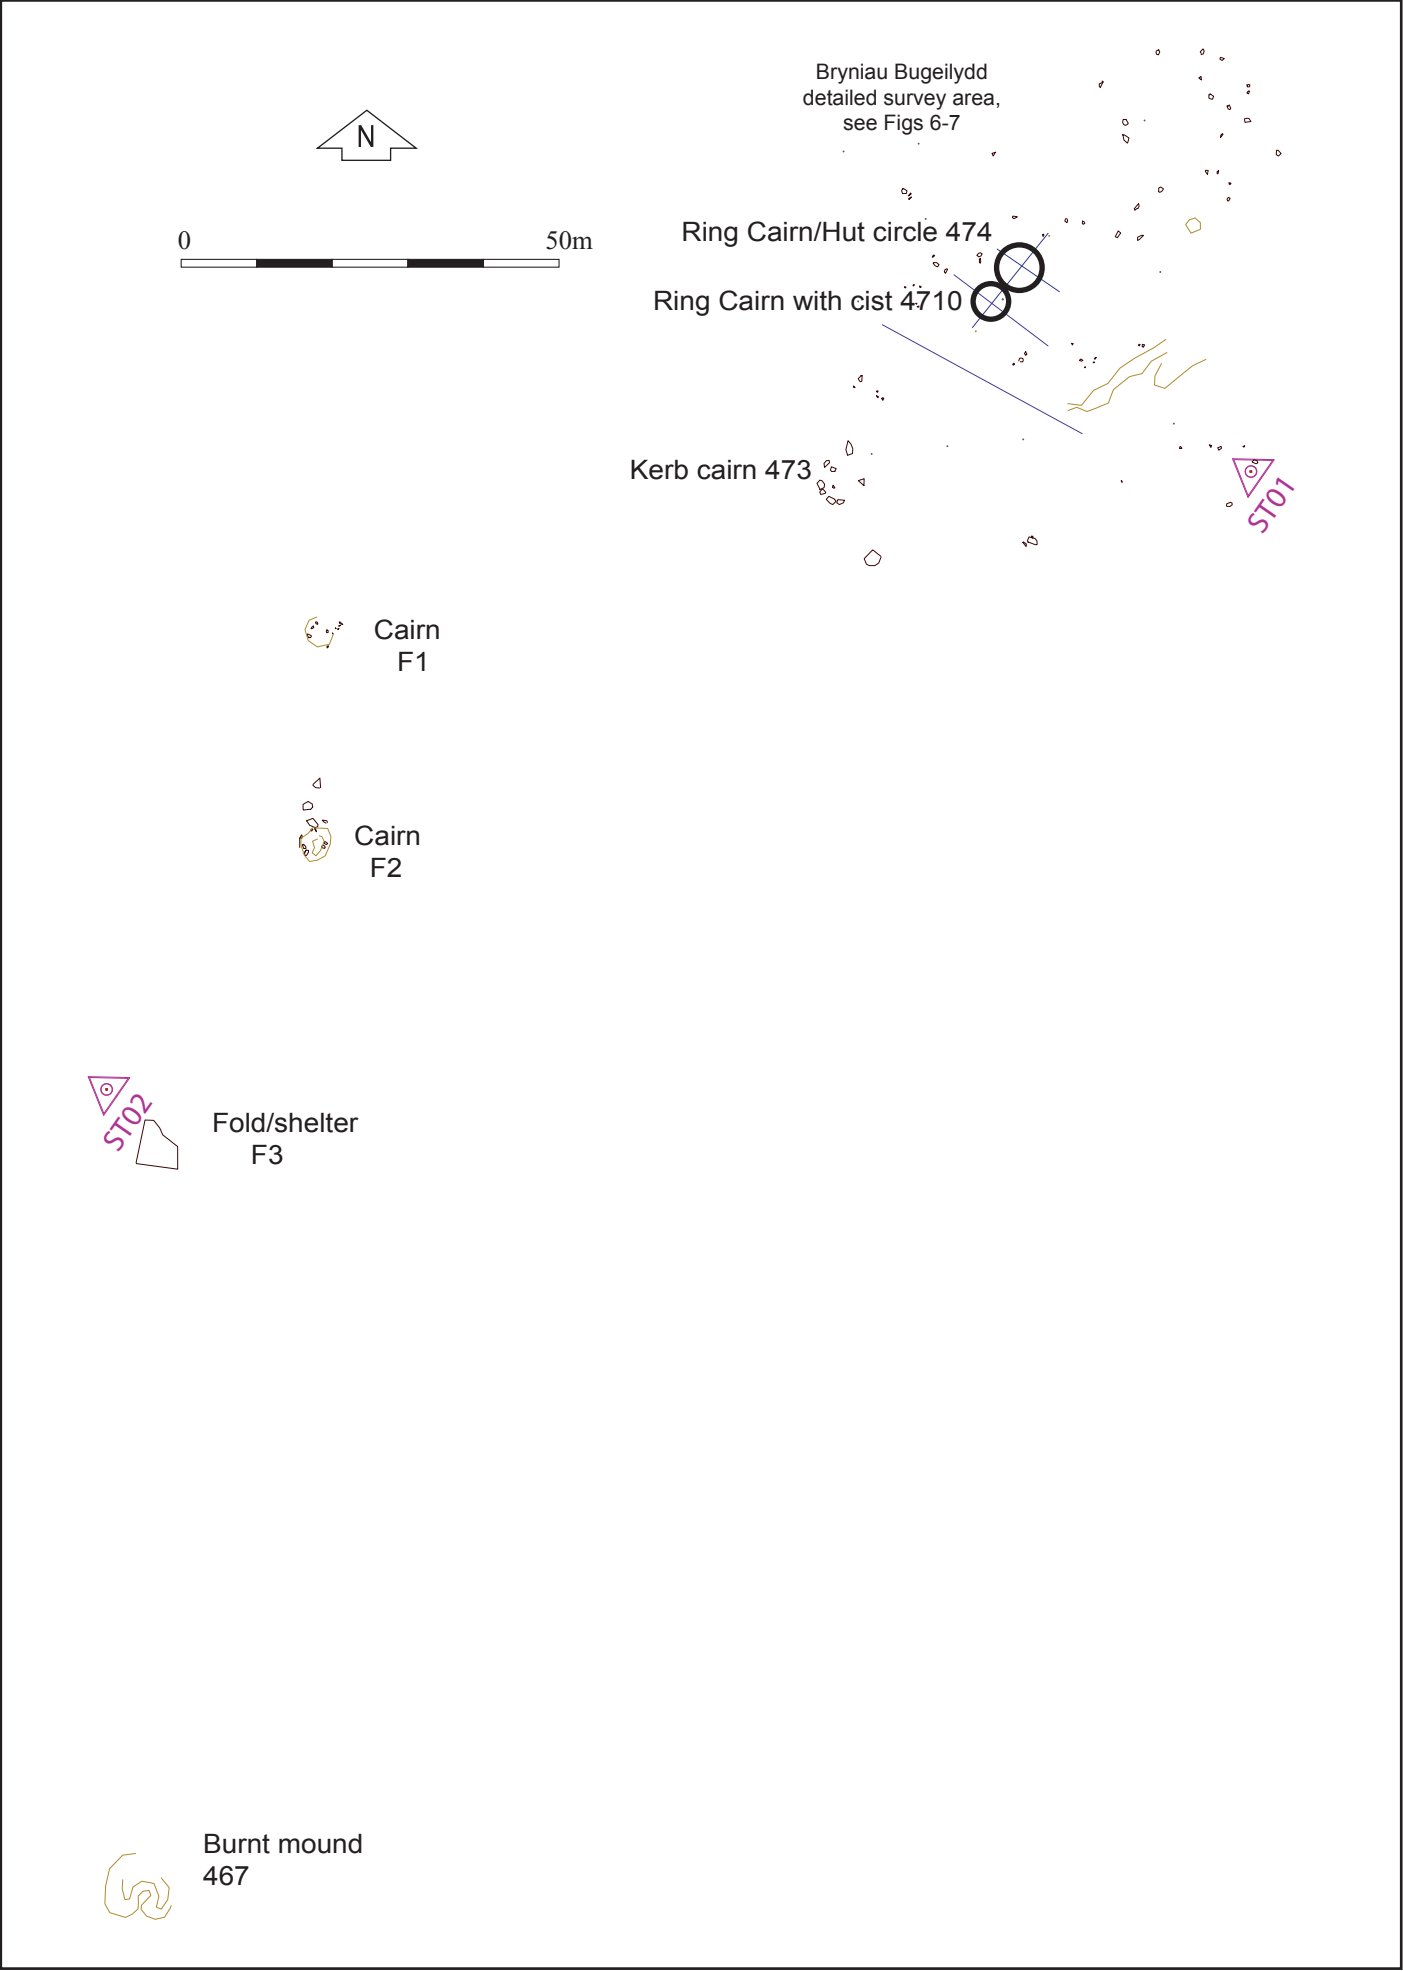 Bryniau Bugeilydd
detailed survey area,
see Figs 6-7
N
0 50m
Ring Cairn/Hut circle 474
Ring Cairn with cist 4710
Kerb cairn 473
ST01
Cairn
F1
Cairn
F2
ST02
Fold/shelter
F3
Burnt mound
467